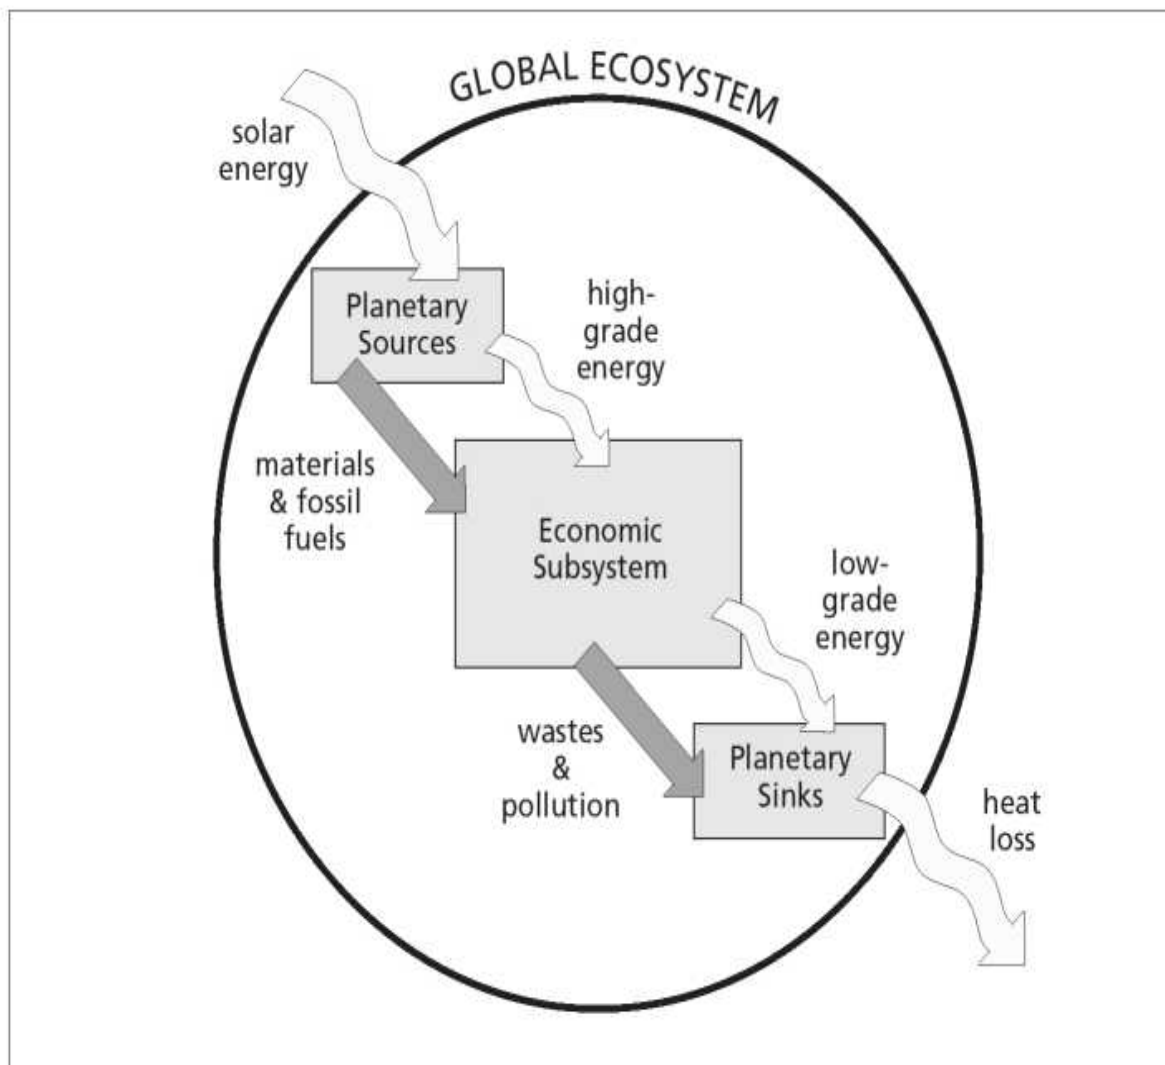 GLOBAL ECOSYSTEM
solar
energy
Planetary
Sources
high-
grade
energy
materials
& fossil
fuels
Economic
Subsystem
low-
grade
energy
wastes
&
pollution
Planetary
Sinks
heat
loss